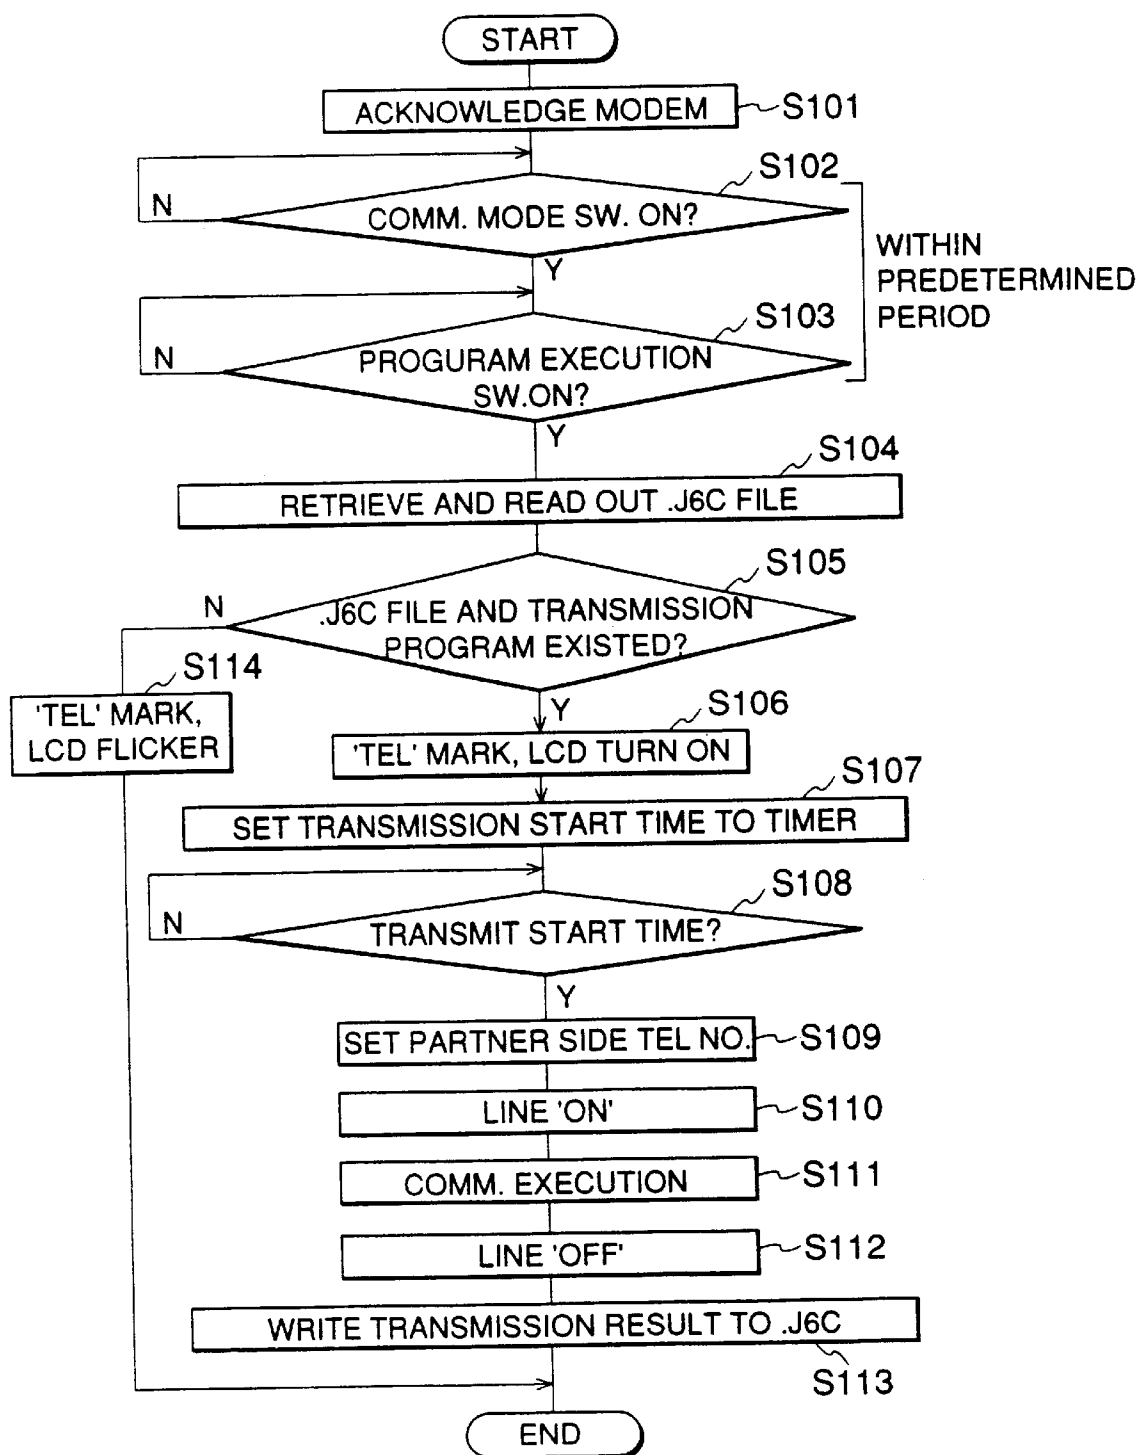 START
ACKNOWLEDGE MODEM
S101
S102
N
COMM. MODE SW. ON?
Y
WITHIN
PREDETERMINED
PERIOD
S103
N
PROGURAM EXECUTION
SW.ON?
Y
S104
RETRIEVE AND READ OUT .J6C FILE
S105
N
.J6C FILE AND TRANSMISSION
PROGRAM EXISTED?
Y
S114
'TEL' MARK,
LCD FLICKER
S106
'TEL' MARK, LCD TURN ON
S107
SET TRANSMISSION START TIME TO TIMER
S108
N
TRANSMIT START TIME?
Y
SET PARTNER SIDE TEL NO.
S109
LINE 'ON'
S110
COMM. EXECUTION
S111
LINE 'OFF'
S112
WRITE TRANSMISSION RESULT TO .J6C
S113
END